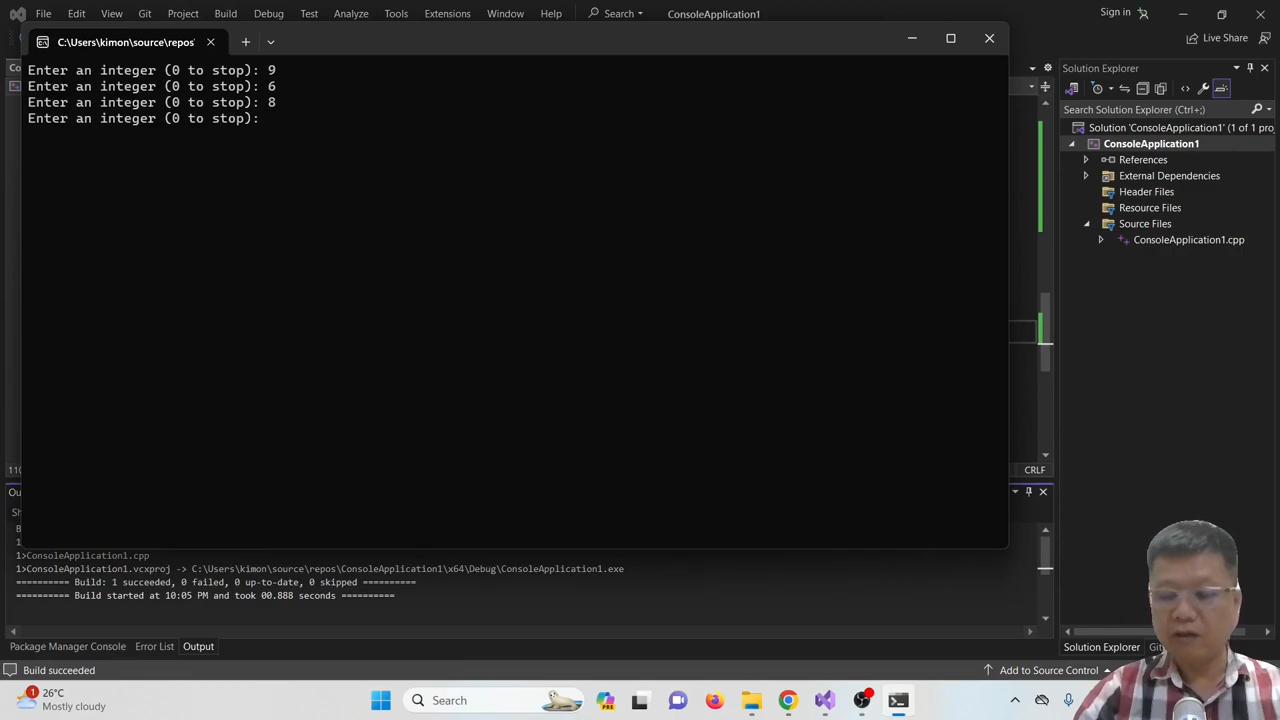 File Edit View Git Project Build Debug Test Analyze Tools Extensions Window Help Search ConsoleApplication1 Sign in
Live Share
C:\Users\kimon\source\repos'
Enter an integer (0 to stop): 9
Enter an integer (0 to stop): 6
Enter an integer (0 to stop): 8
Enter an integer (0 to stop):
Solution Explorer
Search Solution Explorer (Ctrl+;)
Solution 'ConsoleApplication1' (1 of 1 pro
ConsoleApplication1
References
External Dependencies
Header Files
Resource Files
Source Files
ConsoleApplication1.cpp
CRLF
1>ConsoleApplication1.cpp
1>ConsoleApplication1.vcxproj -> C:\Users\kimon\source\repos\ConsoleApplication1\x64\Debug\ConsoleApplication1.exe
========== Build: 1 succeeded, 0 failed, 0 up-to-date, 0 skipped ==========
========== Build started at 10:05 PM and took 00.888 seconds ==========
Package Manager Console Error List Output
Solution Explorer
Build succeeded
Add to Source Control
1
26°C
Mostly cloudy
Search
PRE